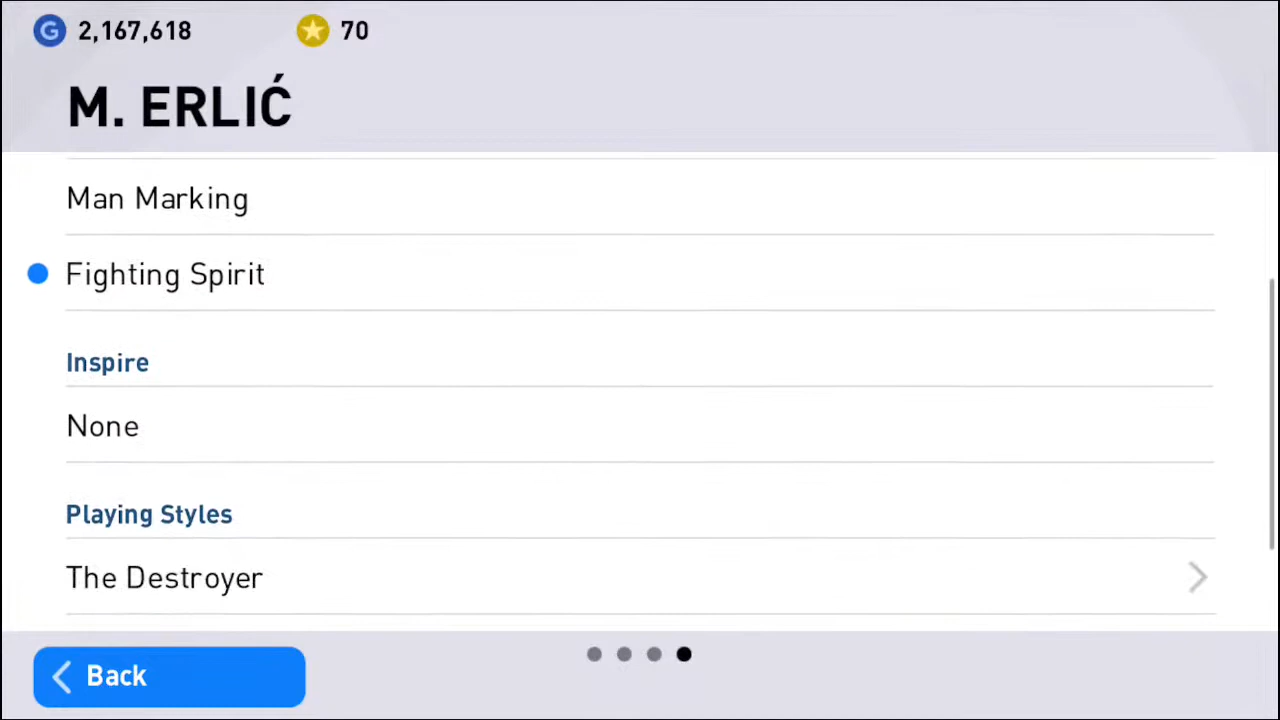 G 2,167,618 70
M. ERLIĆ
Man Marking
Fighting Spirit
Inspire
None
Playing Styles
The Destroyer
Back